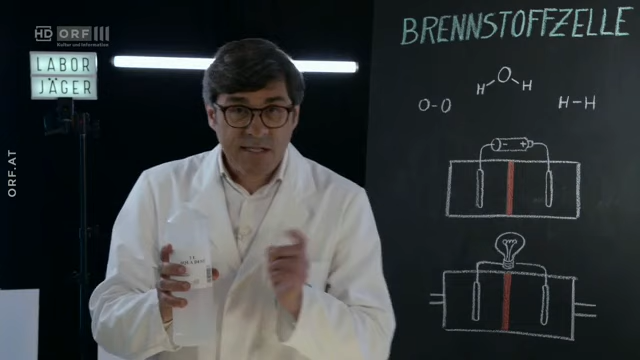 HD ORF III
Kultur und Information
LABOR
JÄGER
ORF.AT
BRENNSTOFFZELLE
O-O
H O H
H-H
- +